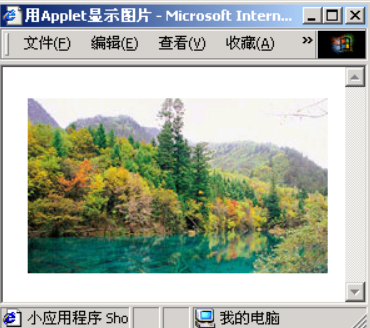 用Applet显示图片 - Microsoft Intern...
文件(F) 编辑(E) 查看(V) 收藏(A) »
小应用程序 Sho 我的电脑